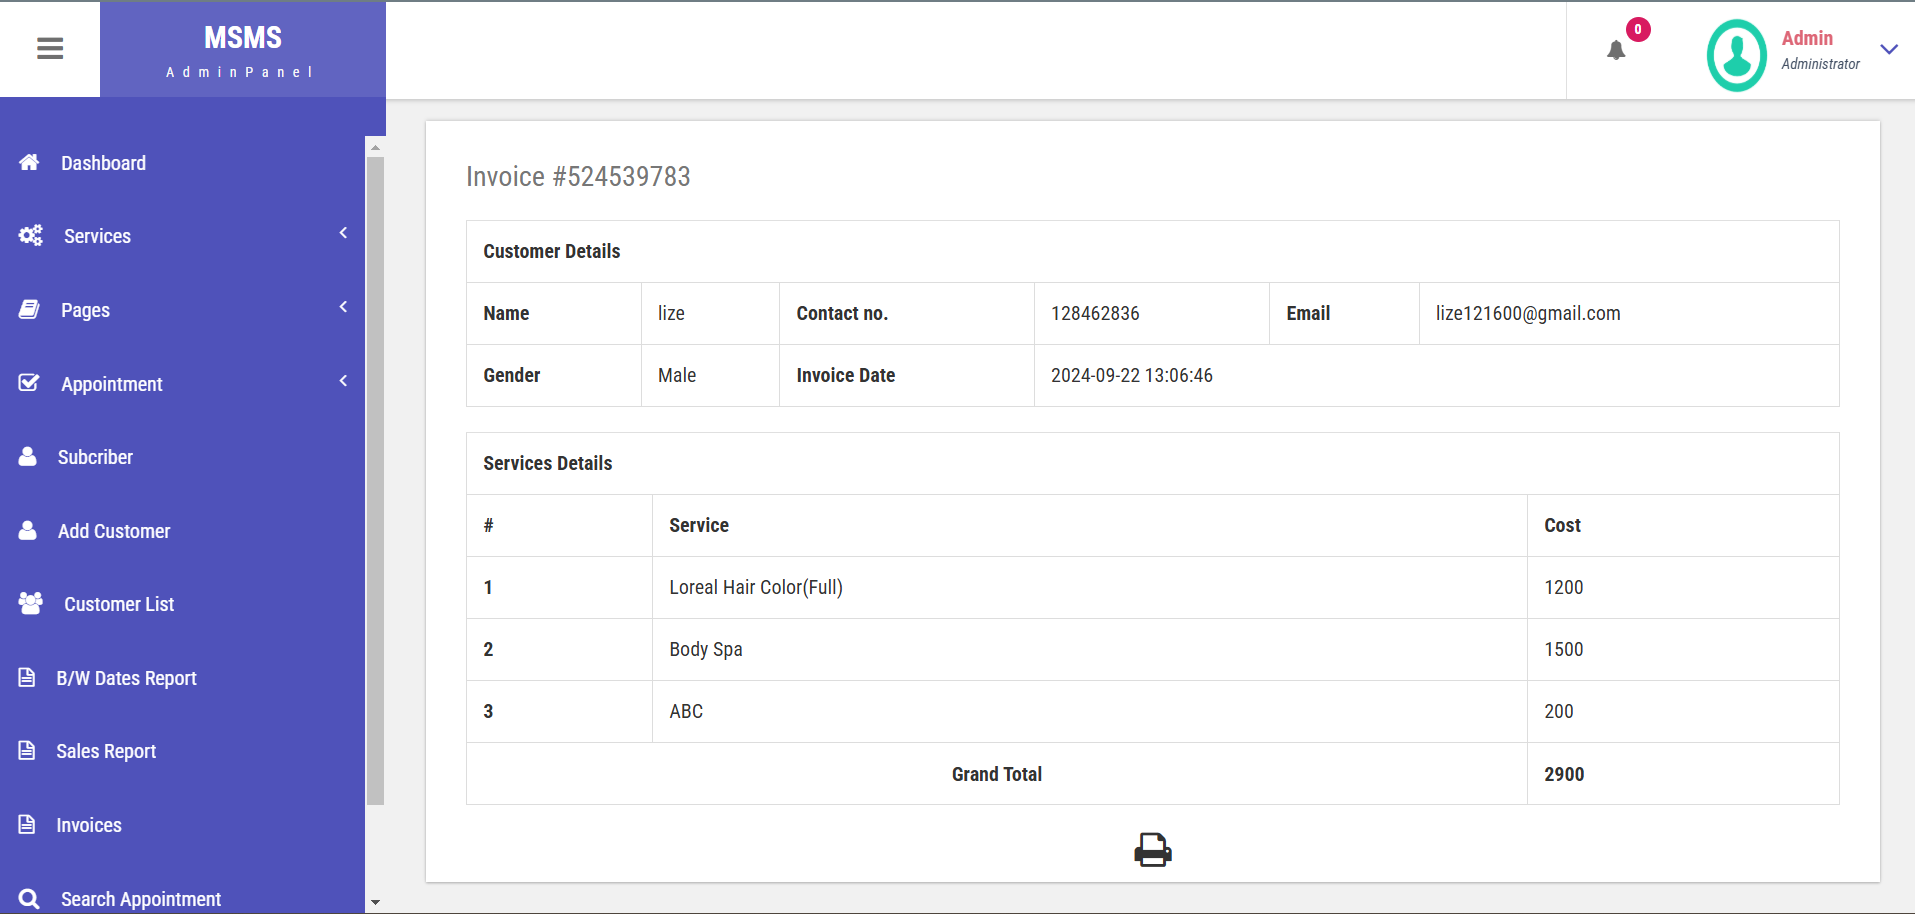 MSMS
AdminPanel
0
Admin
Administrator
Dashboard
Services
Pages
Appointment
Subcriber
Add Customer
Customer List
B/W Dates Report
Sales Report
Invoices
Search Appointment
Invoice #524539783
Customer Details
Name lize Contact no. 128462836 Email lize121600@gmail.com
Gender Male Invoice Date 2024-09-22 13:06:46
Services Details
# Service Cost
1 Loreal Hair Color(Full) 1200
2 Body Spa 1500
3 ABC 200
Grand Total 2900